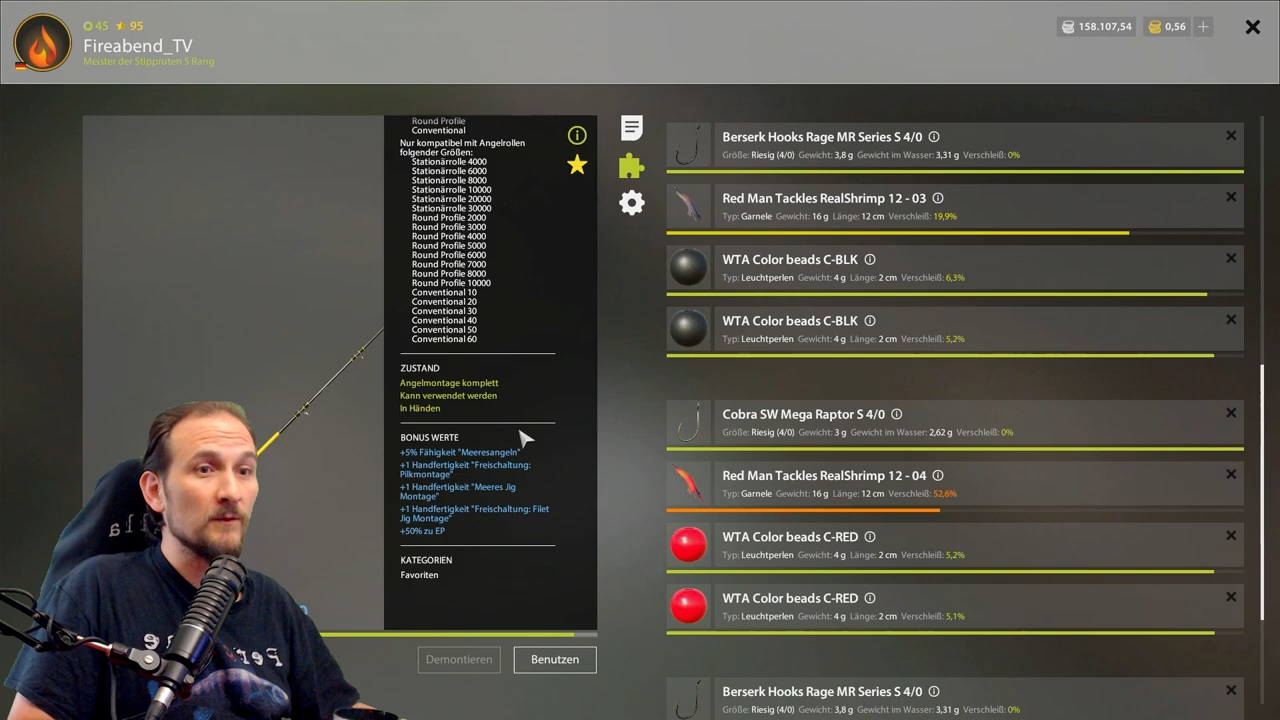 45 95
Fireabend_TV
Meister der Stippruten 5 Rang
158.107,54 0,56
Round Profile
Conventional
Nur kompatibel mit Angelrollen
folgender Größen:
Stationärrolle 4000
Stationärrolle 6000
Stationärrolle 8000
Stationärrolle 10000
Stationärrolle 20000
Stationärrolle 30000
Round Profile 2000
Round Profile 3000
Round Profile 4000
Round Profile 5000
Round Profile 6000
Round Profile 7000
Round Profile 8000
Round Profile 10000
Conventional 10
Conventional 20
Conventional 30
Conventional 40
Conventional 50
Conventional 60
ZUSTAND
Angelmontage komplett
Kann verwendet werden
In Händen
BONUS WERTE
+5% Fähigkeit "Meeresangeln"
+1 Handfertigkeit "Freischaltung:
Pilkmontage"
+1 Handfertigkeit "Meeres Jig
Montage"
+1 Handfertigkeit "Freischaltung: Filet
Jig Montage"
+50% zu EP
KATEGORIEN
Favoriten
Demontieren Benutzen
Berserk Hooks Rage MR Series S 4/0
Größe: Riesig (4/0) Gewicht: 3,8 g Gewicht im Wasser: 3,31 g Verschleiß: 0%
Red Man Tackles RealShrimp 12 - 03
Typ: Garnele Gewicht: 16 g Länge: 12 cm Verschleiß: 19,9%
WTA Color beads C-BLK
Typ: Leuchtperlen Gewicht: 4 g Länge: 2 cm Verschleiß: 6,3%
WTA Color beads C-BLK
Typ: Leuchtperlen Gewicht: 4 g Länge: 2 cm Verschleiß: 5,2%
Cobra SW Mega Raptor S 4/0
Größe: Riesig (4/0) Gewicht: 3 g Gewicht im Wasser: 2,62 g Verschleiß: 0%
Red Man Tackles RealShrimp 12 - 04
Typ: Garnele Gewicht: 16 g Länge: 12 cm Verschleiß: 52,6%
WTA Color beads C-RED
Typ: Leuchtperlen Gewicht: 4 g Länge: 2 cm Verschleiß: 5,2%
WTA Color beads C-RED
Typ: Leuchtperlen Gewicht: 4 g Länge: 2 cm Verschleiß: 5,1%
Berserk Hooks Rage MR Series S 4/0
Größe: Riesig (4/0) Gewicht: 3,8 g Gewicht im Wasser: 3,31 g Verschleiß: 0%